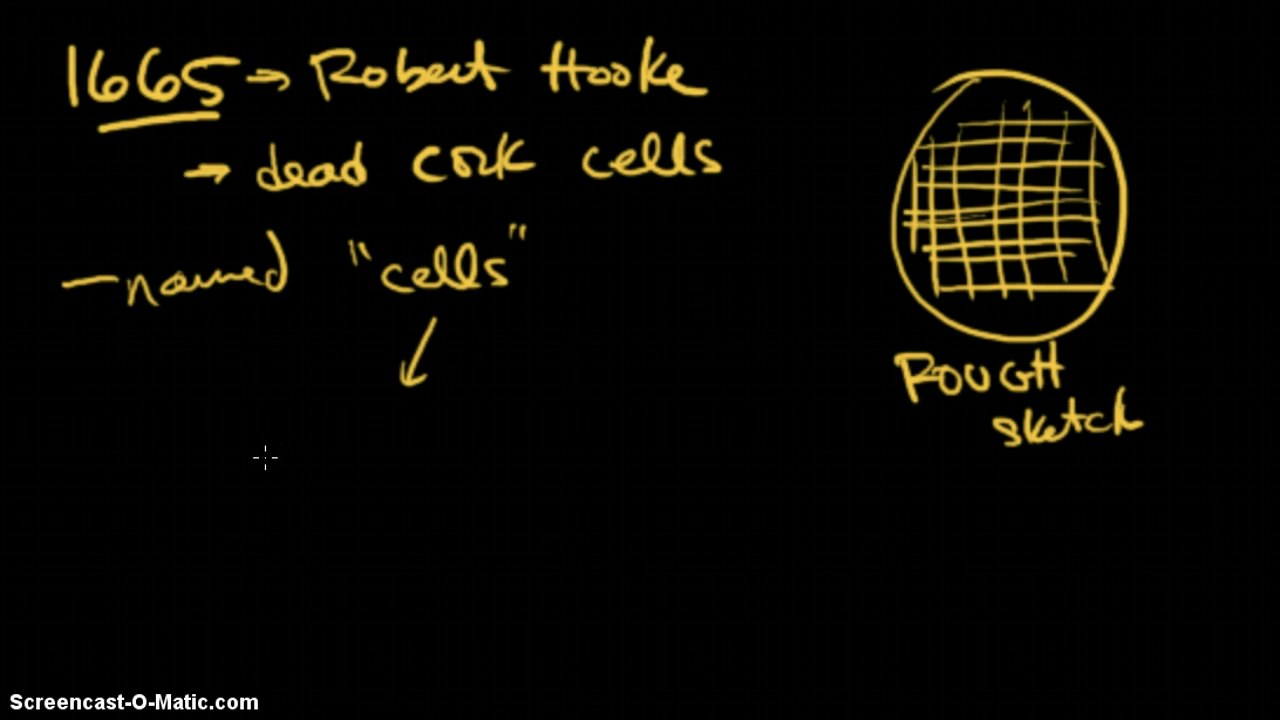 1665 → Robert Hooke
→ dead cork cells
- named "cells"
ROUGH
sketch
Screencast-O-Matic.com